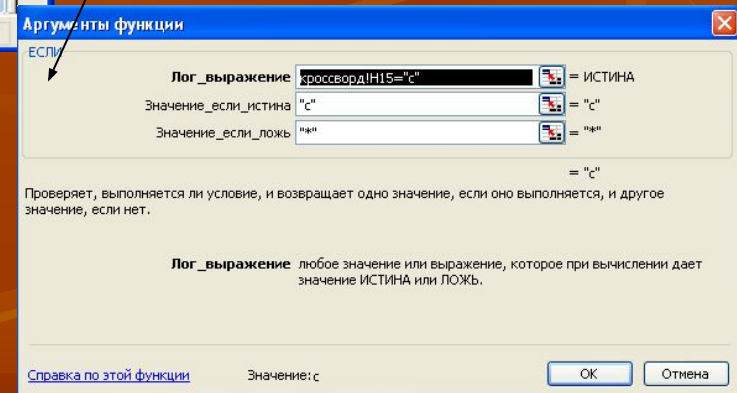 Аргументы функции
ЕСЛИ
Лог_выражение кроссворд!H15="с" = ИСТИНА
Значение_если_истина "с" = "с"
Значение_если_ложь "*" = "*"
= "с"
Проверяет, выполняется ли условие, и возвращает одно значение, если оно выполняется, и другое
значение, если нет.
Лог_выражение любое значение или выражение, которое при вычислении дает
значение ИСТИНА или ЛОЖЬ.
Справка по этой функции Значение:с OK Отмена